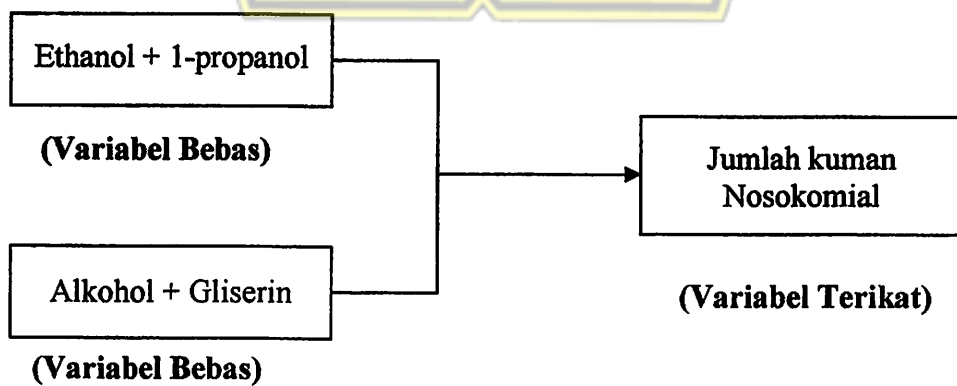 Ethanol + 1-propanol
(Variabel Bebas)
Alkohol + Gliserin
(Variabel Bebas)
Jumlah kuman
Nosokomial
(Variabel Terikat)